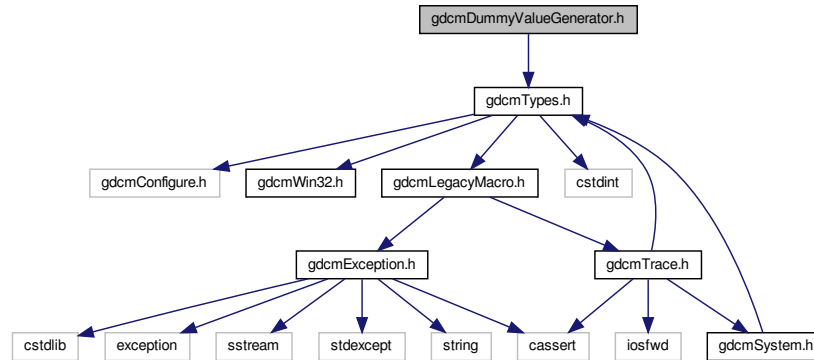 gdcmDummyValueGenerator.h
gdcmTypes.h
gdcmConfigure.h
gdcmWin32.h
gdcmLegacyMacro.h
cstdint
gdcmException.h
gdcmTrace.h
cstdlib
exception
sstream
stdexcept
string
cassert
iosfwd
gdcmSystem.h